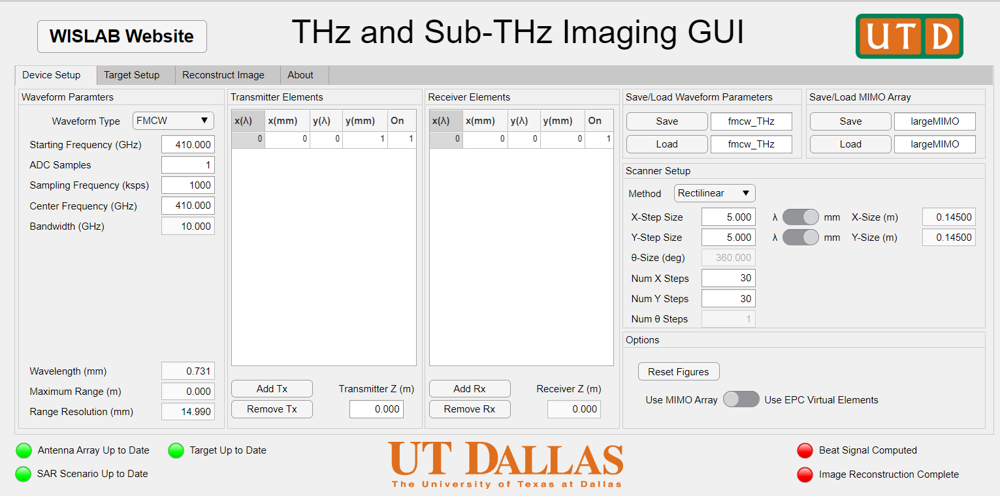 WISLAB Website
THz and Sub-THz Imaging GUI
UTD
Device Setup Target Setup Reconstruct Image About
Waveform Paramters
Waveform Type FMCW
Starting Frequency (GHz) 410.000
ADC Samples 1
Sampling Frequency (ksps) 1000
Center Frequency (GHz) 410.000
Bandwidth (GHz) 10.000
Wavelength (mm) 0.731
Maximum Range (m) 0.000
Range Resolution (mm) 14.990
Transmitter Elements
x(λ) x(mm) y(λ) y(mm) On
0 0 0 1 1
Add Tx Transmitter Z (m)
Remove Tx 0.000
Receiver Elements
x(λ) x(mm) y(λ) y(mm) On
0 0 0 0 1
Add Rx Receiver Z (m)
Remove Rx 0.000
Save/Load Waveform Parameters
Save fmcw_THz
Load fmcw_THz
Save/Load MIMO Array
Save largeMIMO
Load largeMIMO
Scanner Setup
Method Rectilinear
X-Step Size 5.000 λ mm X-Size (m) 0.14500
Y-Step Size 5.000 λ mm Y-Size (m) 0.14500
θ-Size (deg) 360.000
Num X Steps 30
Num Y Steps 30
Num θ Steps 1
Options
Reset Figures
Use MIMO Array Use EPC Virtual Elements
Antenna Array Up to Date Target Up to Date
SAR Scenario Up to Date
UT DALLAS
The University of Texas at Dallas
Beat Signal Computed
Image Reconstruction Complete